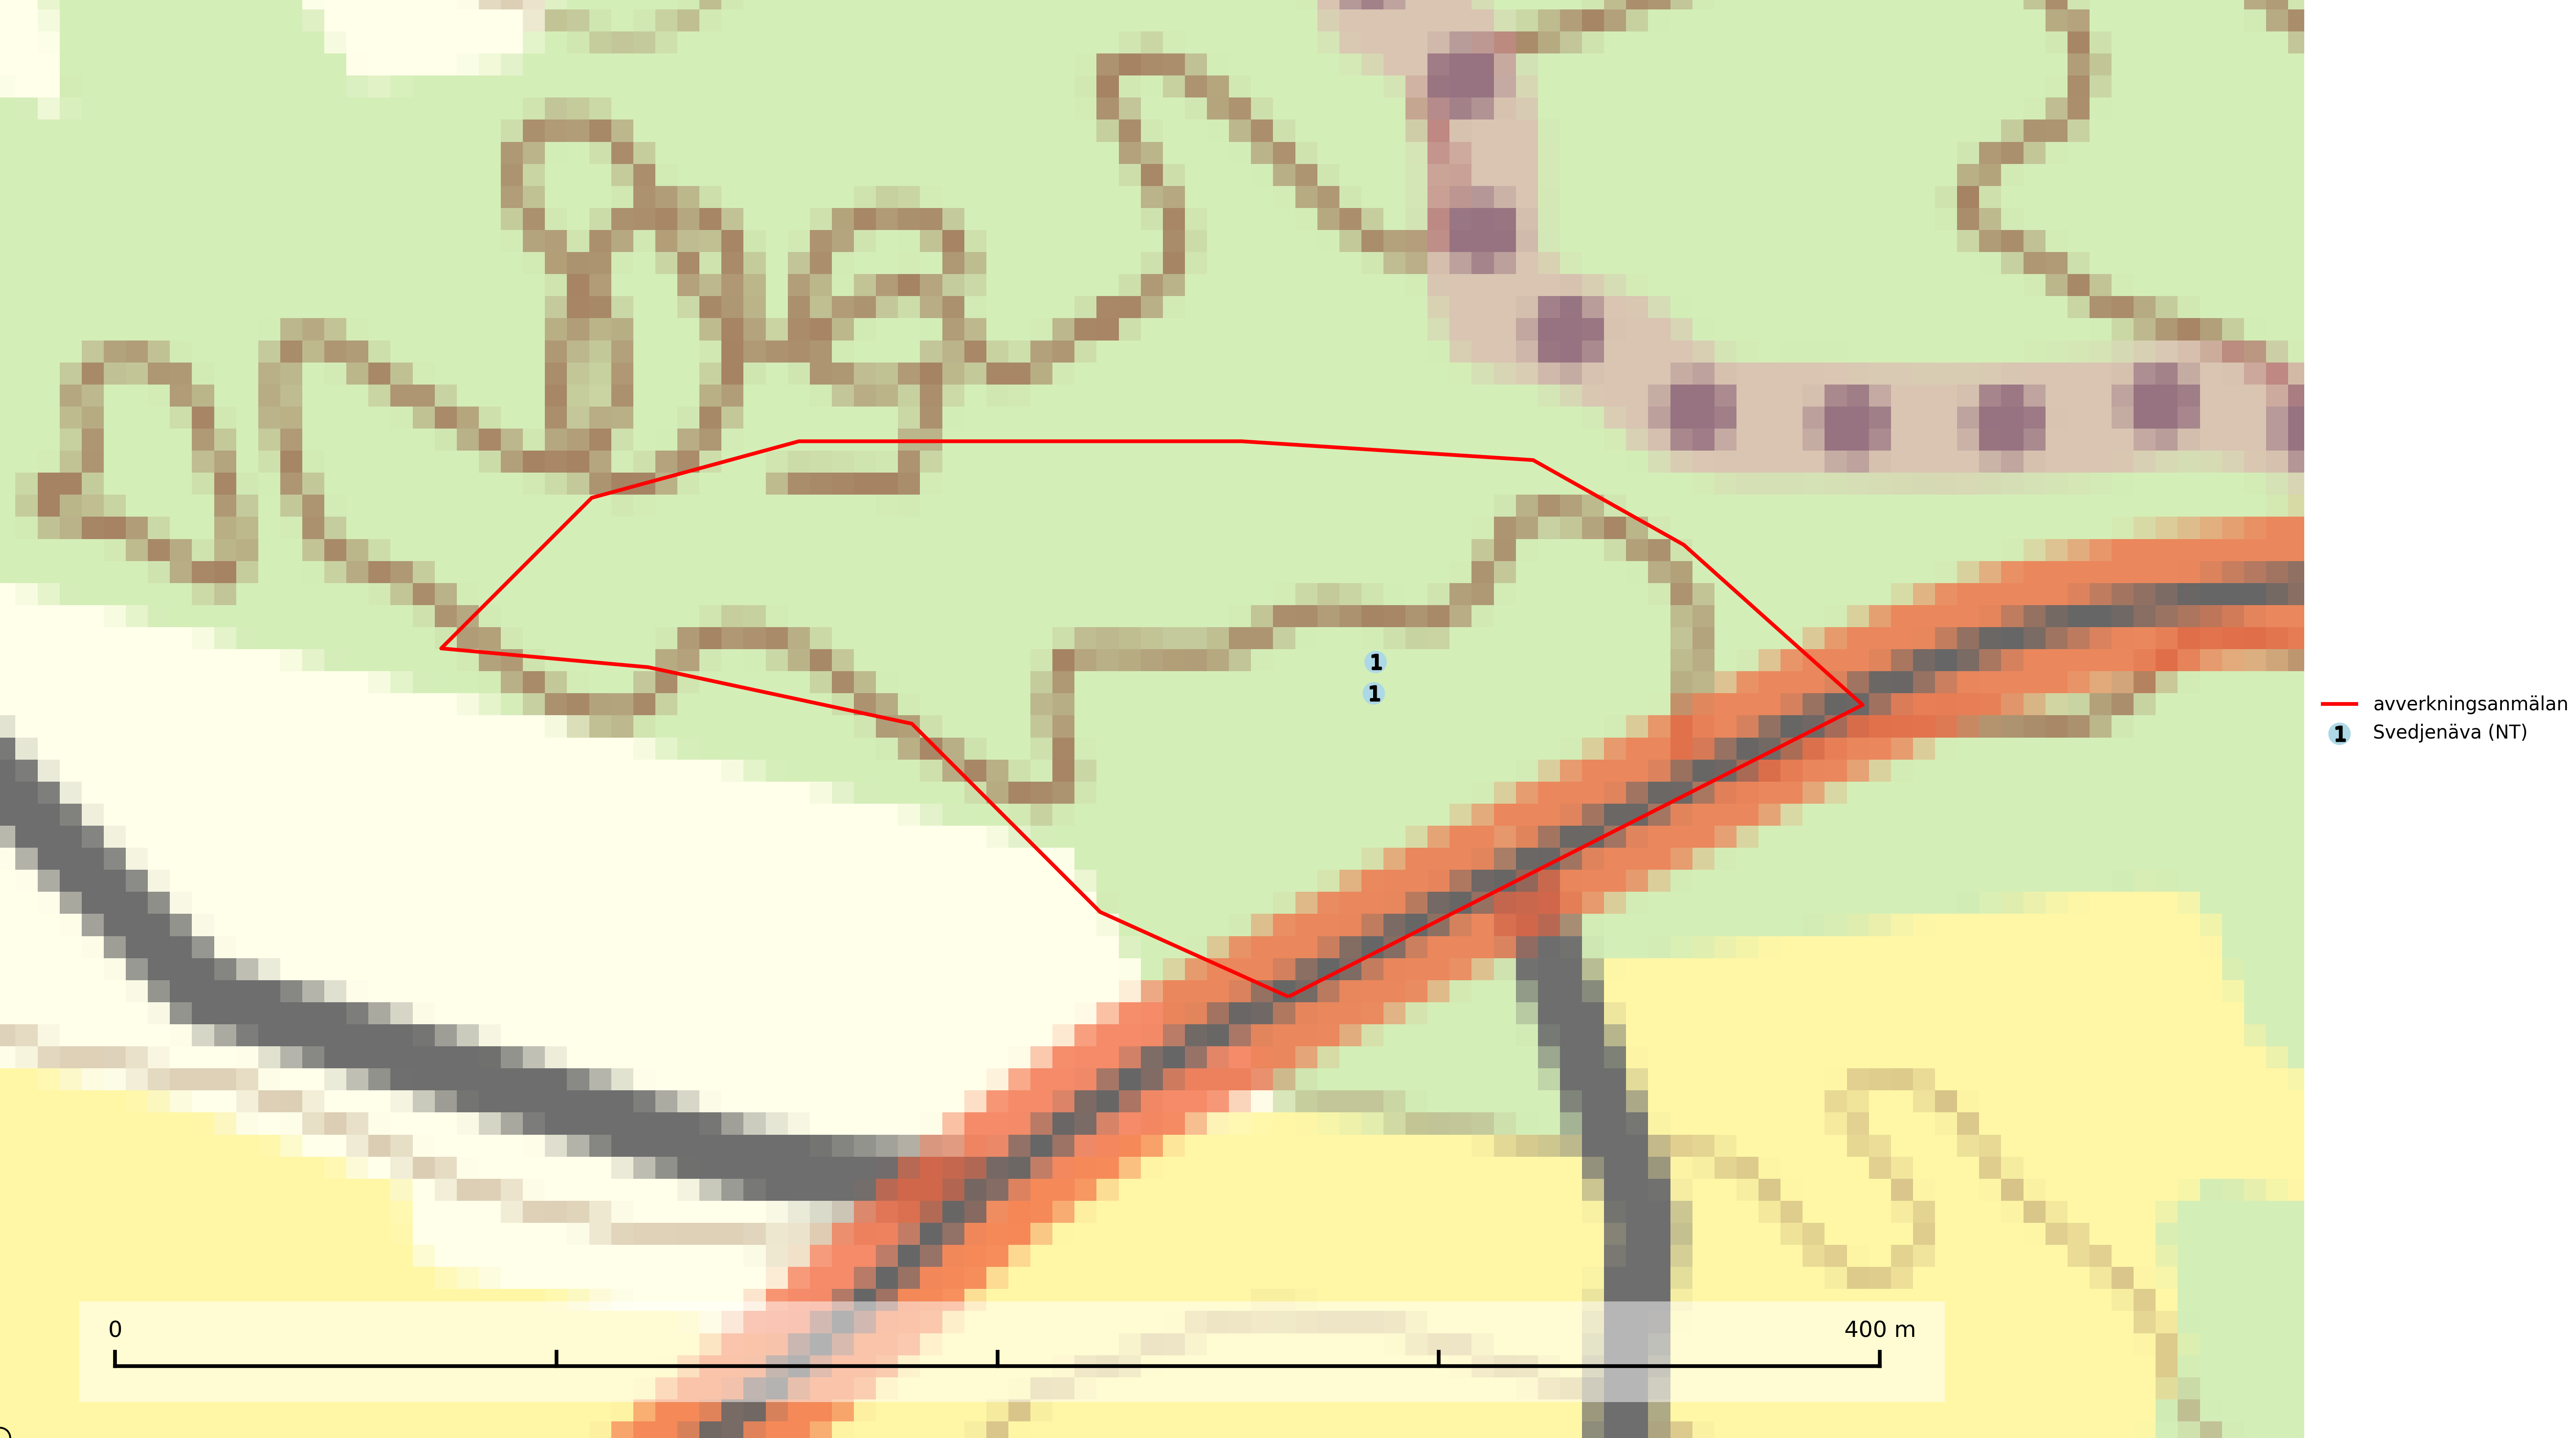 1
1
avverkningsanmälan
1 Svedjenäva (NT)
0 400 m